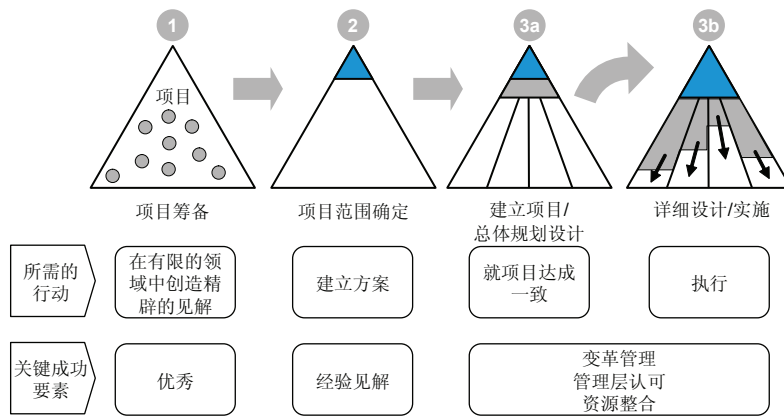 1
2
3a
3b
项目
项目筹备
项目范围确定
建立项目/
总体规划设计
详细设计/实施
所需的
行动
在有限的领
域中创造精
辟的见解
建立方案
就项目达成
一致
执行
关键成功
要素
优秀
经验见解
变革管理
管理层认可
资源整合